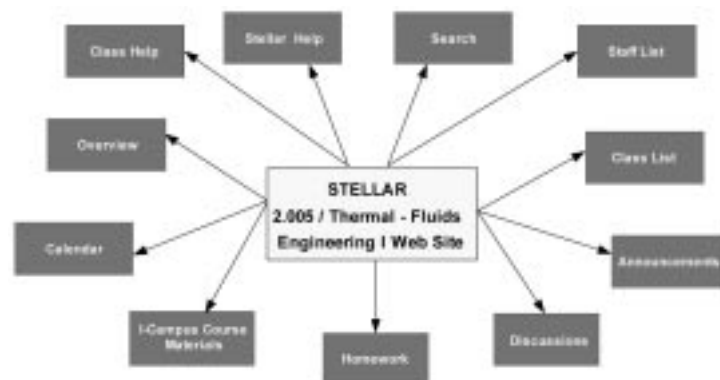 Class Help
Stellar Help
Search
Staff List
Overview
Class List
STELLAR
2.005 / Thermal - Fluids
Engineering I Web Site
Calendar
Announcements
I-Campus Course
Materials
Homework
Discussions